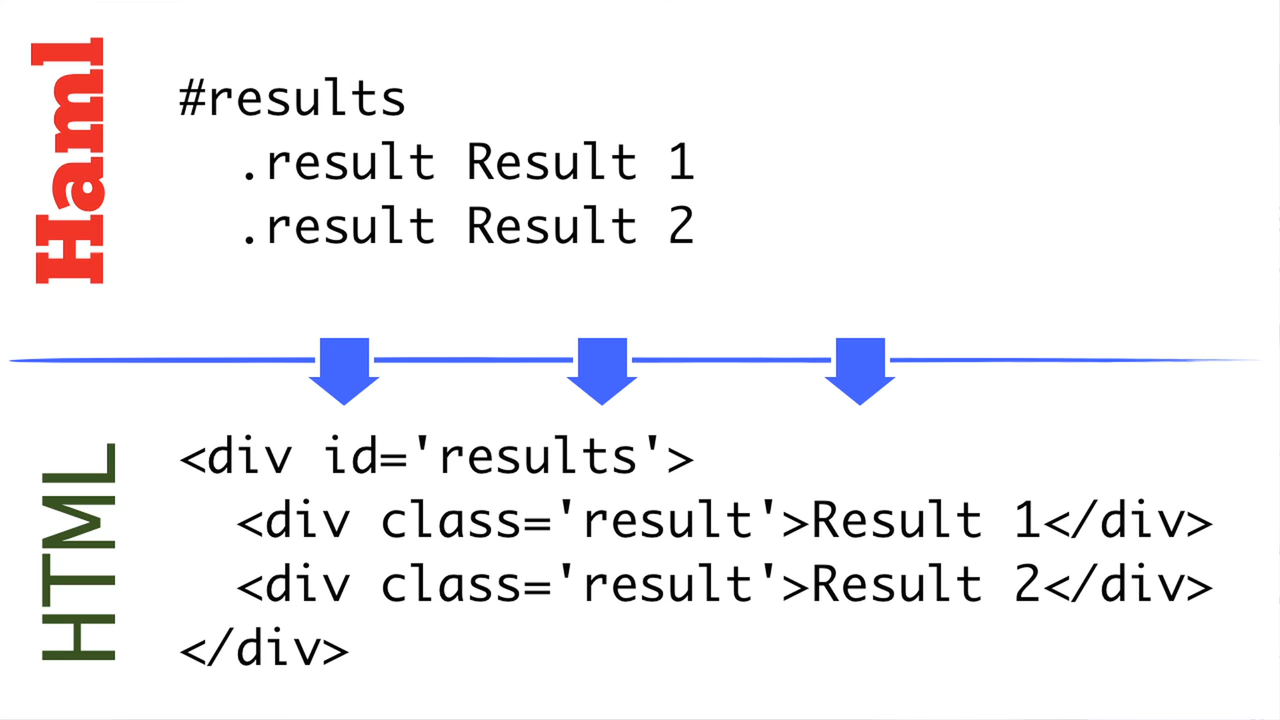 Haml
#results
  .result Result 1
  .result Result 2
HTML
<div id='results'>
  <div class='result'>Result 1</div>
  <div class='result'>Result 2</div>
</div>